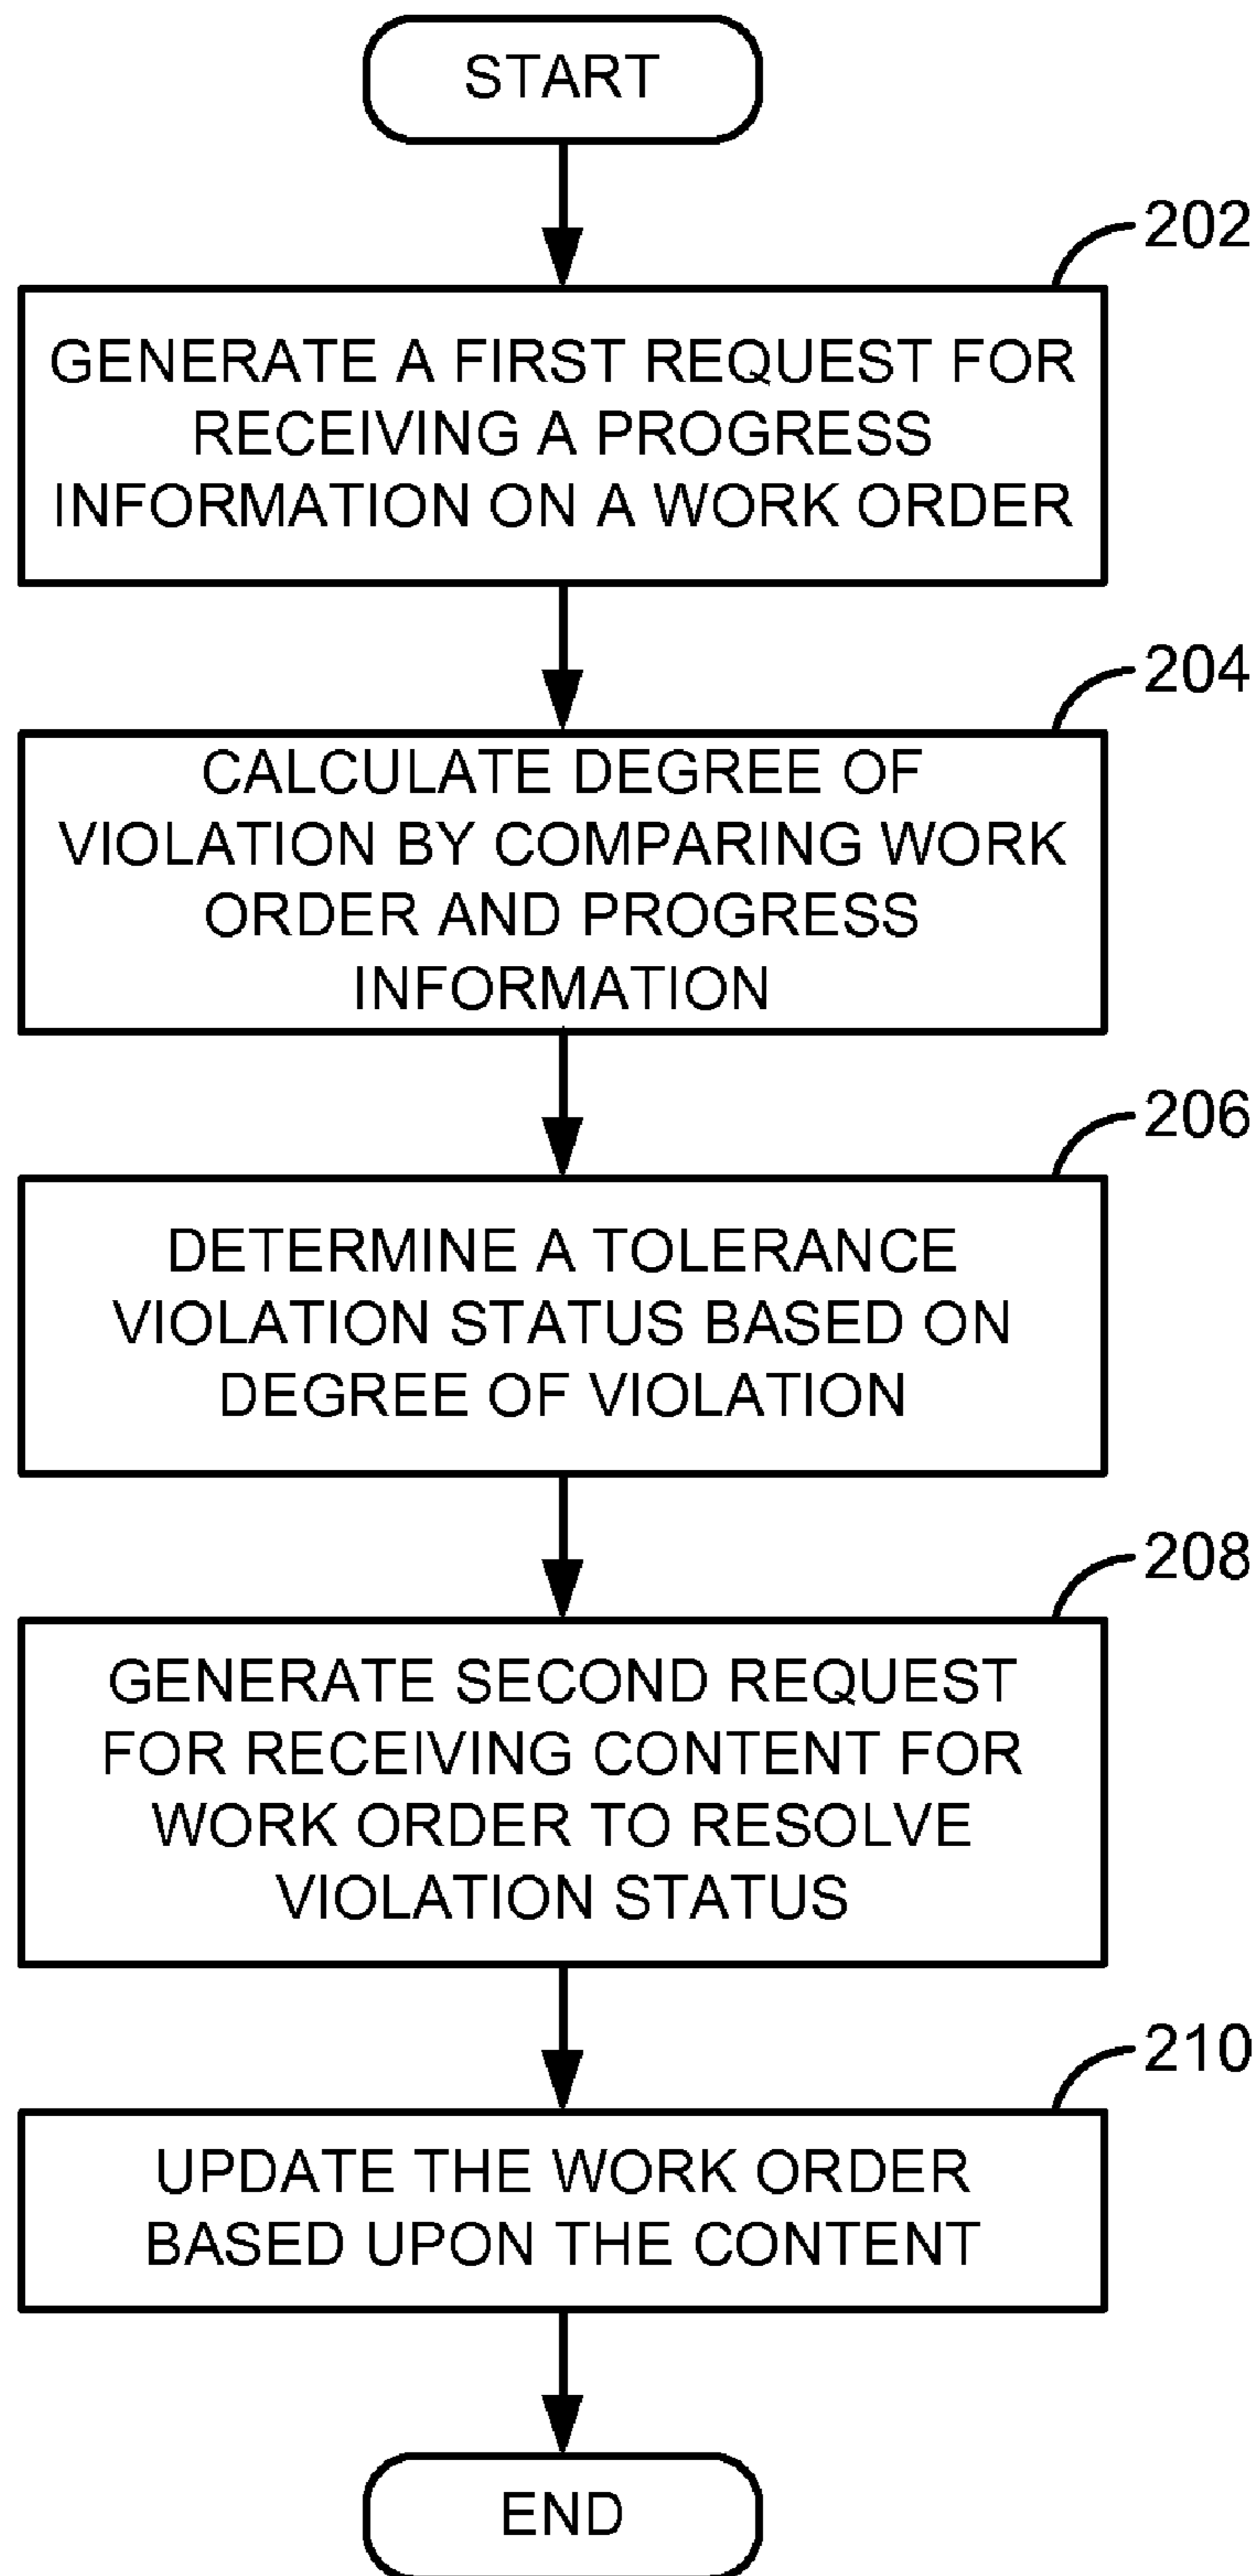 START
202
GENERATE A FIRST REQUEST FOR
RECEIVING A PROGRESS
INFORMATION ON A WORK ORDER
204
CALCULATE DEGREE OF
VIOLATION BY COMPARING WORK
ORDER AND PROGRESS
INFORMATION
206
DETERMINE A TOLERANCE
VIOLATION STATUS BASED ON
DEGREE OF VIOLATION
208
GENERATE SECOND REQUEST
FOR RECEIVING CONTENT FOR
WORK ORDER TO RESOLVE
VIOLATION STATUS
210
UPDATE THE WORK ORDER
BASED UPON THE CONTENT
END